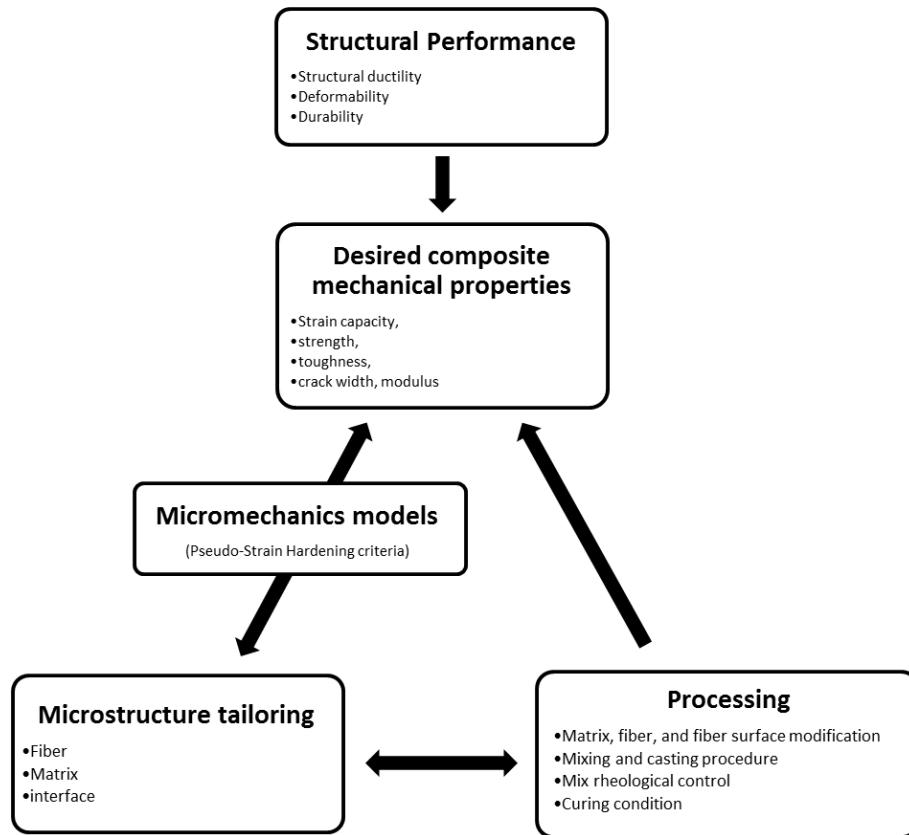 Structural Performance
•Structural ductility
•Deformability
•Durability
Desired composite
mechanical properties
•Strain capacity,
•strength,
•toughness,
•crack width, modulus
Micromechanics models
(Pseudo-Strain Hardening criteria)
Microstructure tailoring
•Fiber
•Matrix
•interface
Processing
•Matrix, fiber, and fiber surface modification
•Mixing and casting procedure
•Mix rheological control
•Curing condition